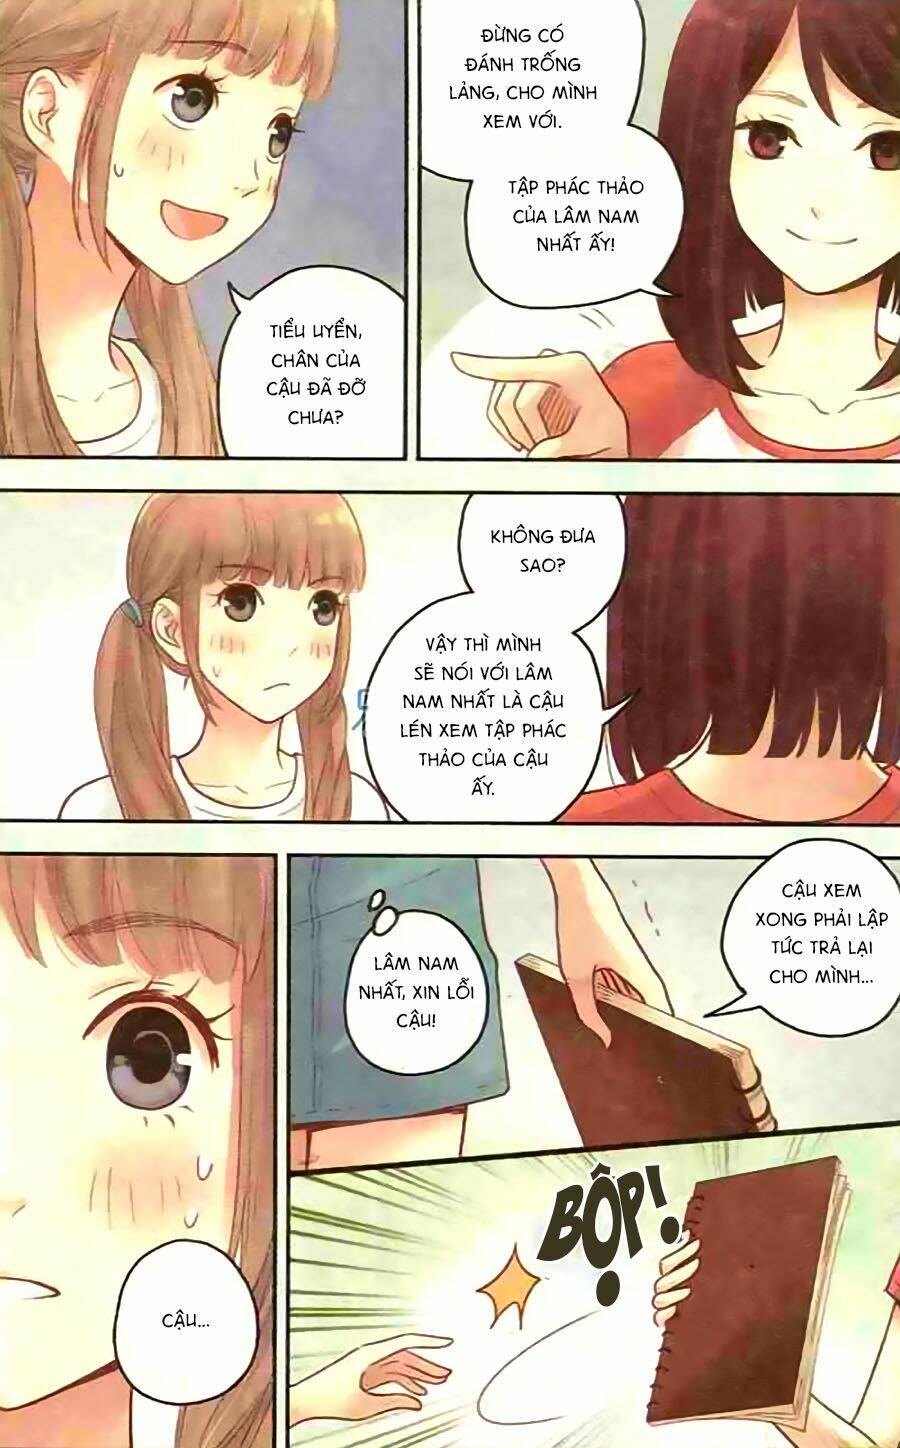 TIỂU UYỂN,
CHÂN CỦA
CẬU ĐÃ ĐỠ
CHƯA?
ĐỪNG CÓ
ĐÁNH TRỐNG
LẢNG, CHO MÌNH
XEM VỚI.
TẬP PHÁC THẢO
CỦA LÂM NAM
NHẤT ẤY!
KHÔNG ĐƯA
SAO?
VẬY THÌ MÌNH
SẼ NÓI VỚI LÂM
NAM NHẤT LÀ CẬU
LÉN XEM TẬP PHÁC
THẢO CỦA CẬU
ẤY.
CẬU...
LÂM NAM
NHẤT, XIN LỖI
CẬU!
CẬU XEM
XONG PHẢI LẬP
TỨC TRẢ LẠI
CHO MÌNH...
BỘP!